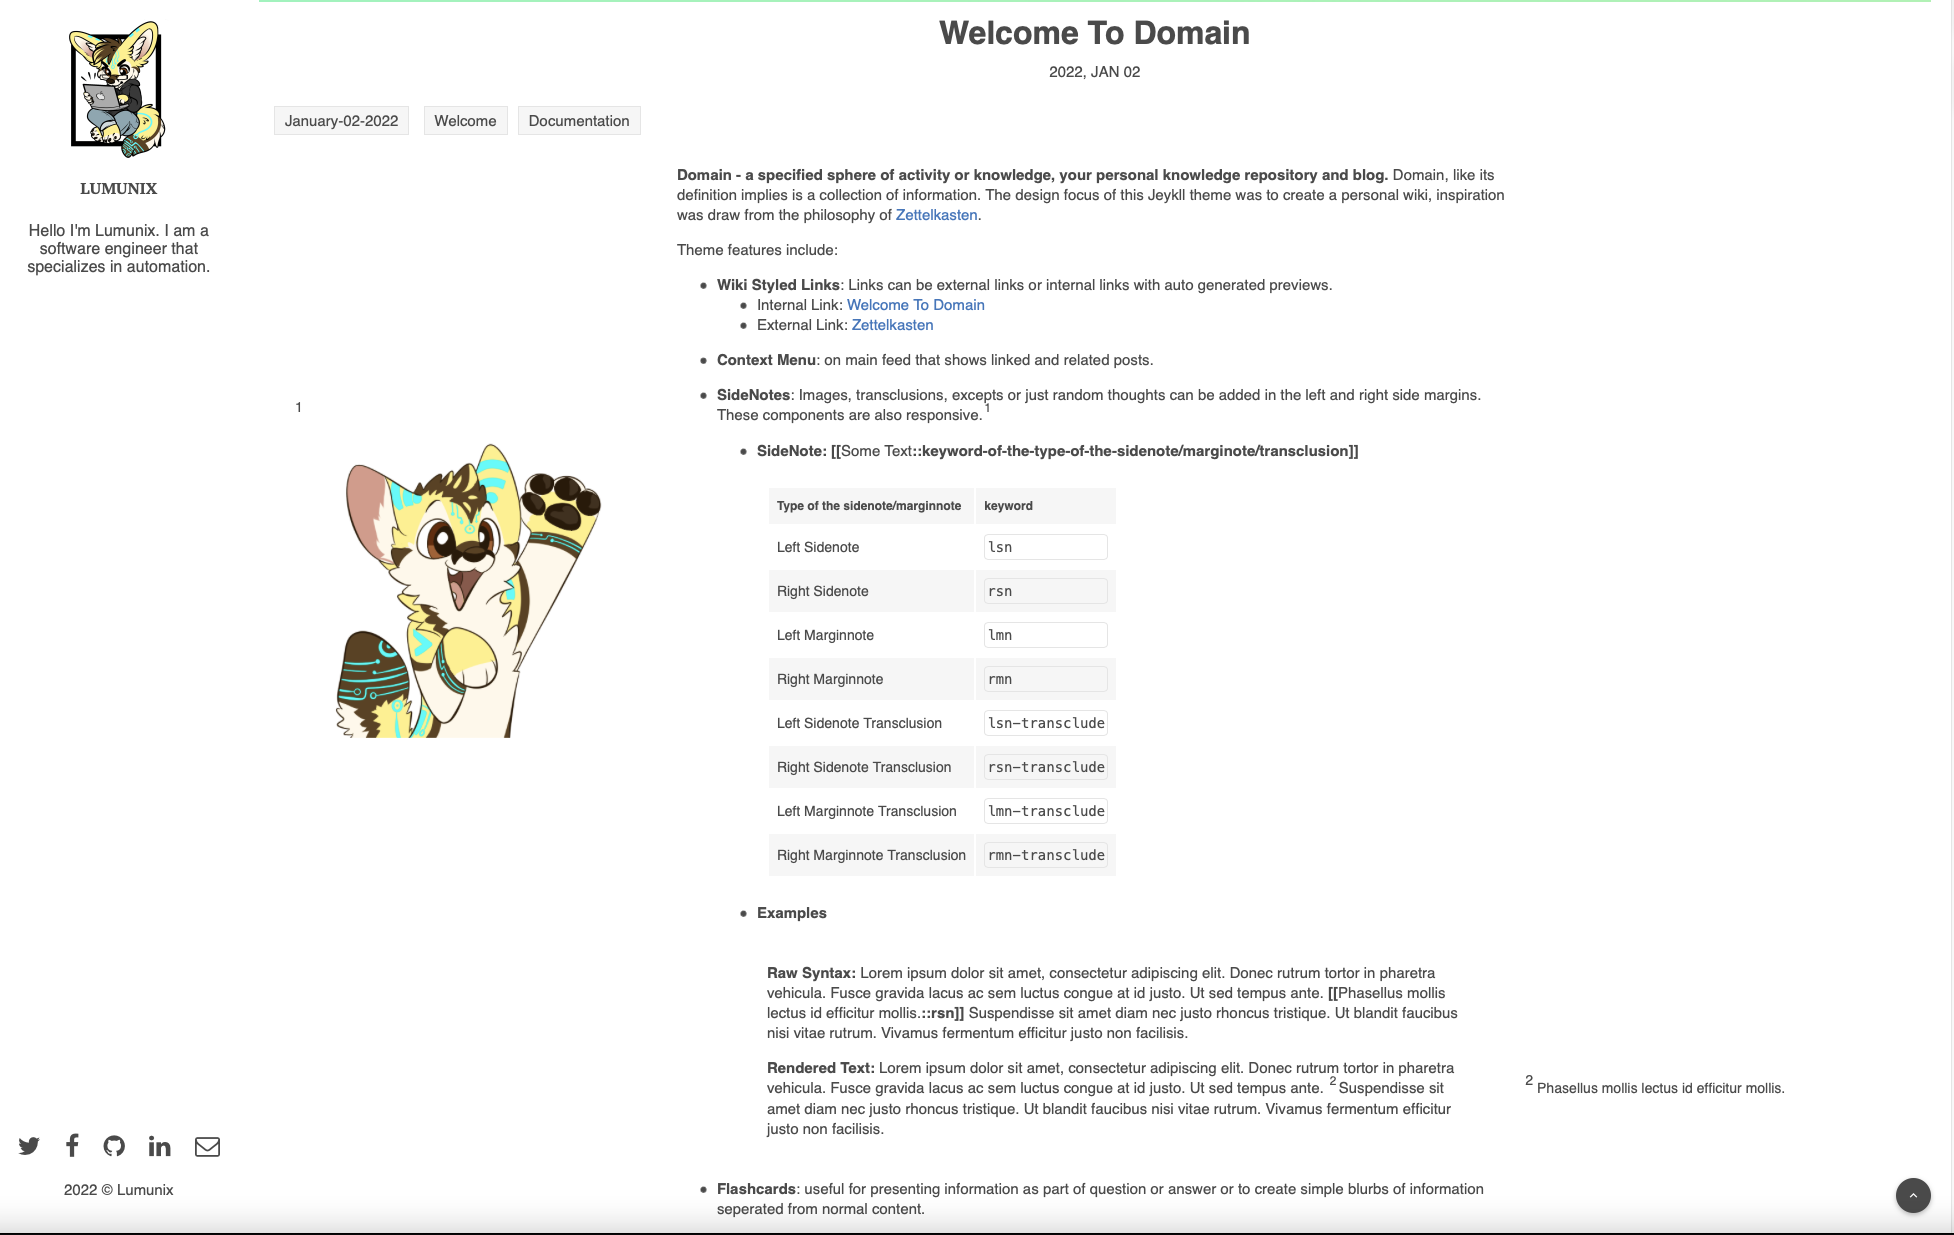 LUMUNIX
Hello I'm Lumunix. I am a
software engineer that
specializes in automation.
2022 © Lumunix
Welcome To Domain
2022, JAN 02
January-02-2022 Welcome Documentation
Domain - a specified sphere of activity or knowledge, your personal knowledge repository and blog. Domain, like its
definition implies is a collection of information. The design focus of this Jeykll theme was to create a personal wiki, inspiration
was draw from the philosophy of Zettelkasten.
Theme features include:
Wiki Styled Links: Links can be external links or internal links with auto generated previews.
Internal Link: Welcome To Domain
External Link: Zettelkasten
Context Menu: on main feed that shows linked and related posts.
SideNotes: Images, transclusions, excepts or just random thoughts can be added in the left and right side margins.
These components are also responsive.1
1
SideNote: [[Some Text::keyword-of-the-type-of-the-sidenote/marginote/transclusion]]
Type of the sidenote/marginnote keyword
Left Sidenote lsn
Right Sidenote rsn
Left Marginnote lmn
Right Marginnote rmn
Left Sidenote Transclusion lsn-transclude
Right Sidenote Transclusion rsn-transclude
Left Marginnote Transclusion lmn-transclude
Right Marginnote Transclusion rmn-transclude
Examples
Raw Syntax: Lorem ipsum dolor sit amet, consectetur adipiscing elit. Donec rutrum tortor in pharetra
vehicula. Fusce gravida lacus ac sem luctus congue at id justo. Ut sed tempus ante. [[Phasellus mollis
lectus id efficitur mollis.::rsn]] Suspendisse sit amet diam nec justo rhoncus tristique. Ut blandit faucibus
nisi vitae rutrum. Vivamus fermentum efficitur justo non facilisis.
Rendered Text: Lorem ipsum dolor sit amet, consectetur adipiscing elit. Donec rutrum tortor in pharetra
vehicula. Fusce gravida lacus ac sem luctus congue at id justo. Ut sed tempus ante. 2 Suspendisse sit
amet diam nec justo rhoncus tristique. Ut blandit faucibus nisi vitae rutrum. Vivamus fermentum efficitur
justo non facilisis.
2 Phasellus mollis lectus id efficitur mollis.
Flashcards: useful for presenting information as part of question or answer or to create simple blurbs of information
seperated from normal content.